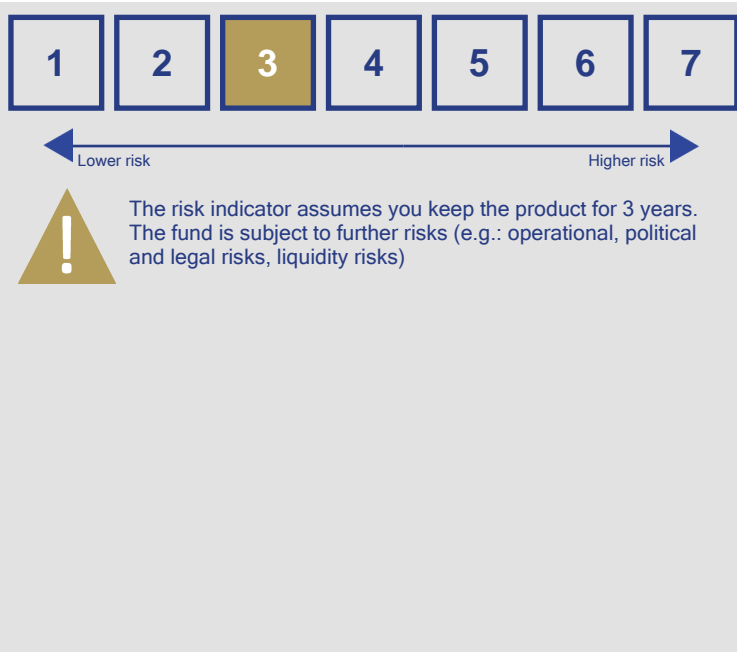 1 2 3 4 5 6 7
Lower risk Higher risk
The risk indicator assumes you keep the product for 3 years.
The fund is subject to further risks (e.g.: operational, political
and legal risks, liquidity risks)